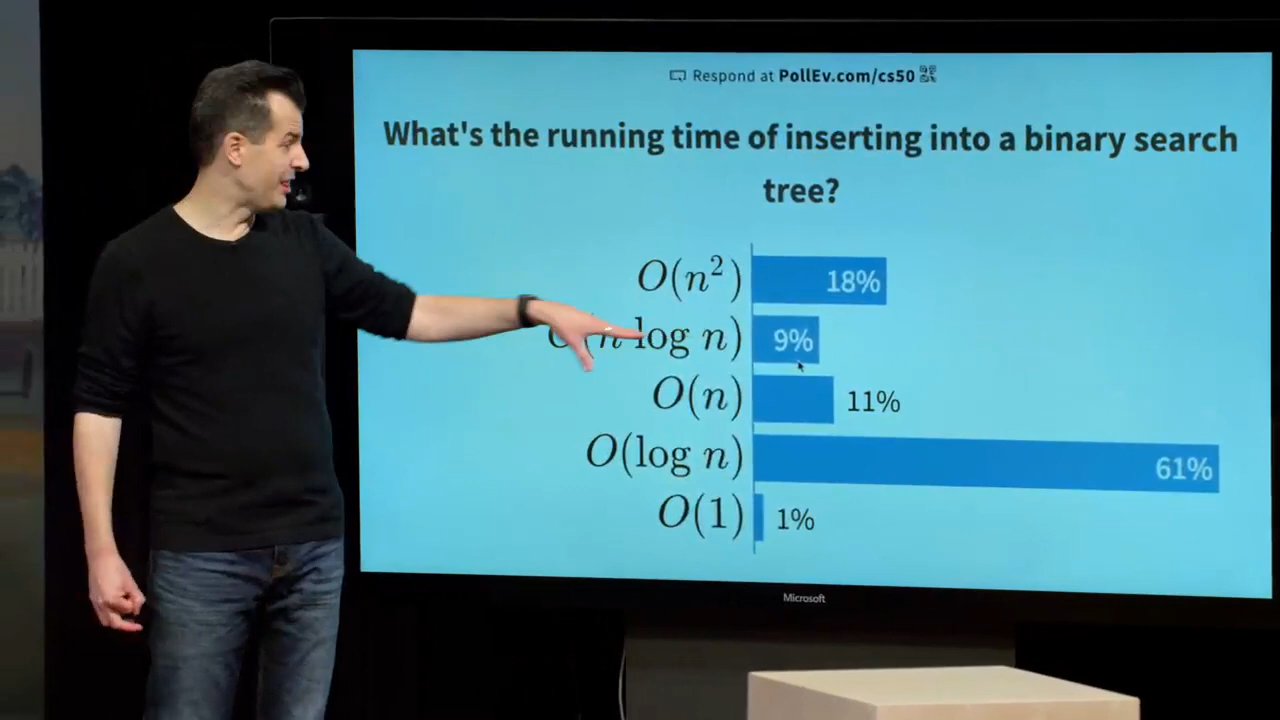 Respond at PollEv.com/cs50
What's the running time of inserting into a binary search
tree?
O(n²) 18%
log n) 9%
O(n) 11%
O(log n) 61%
O(1) 1%
Microsoft